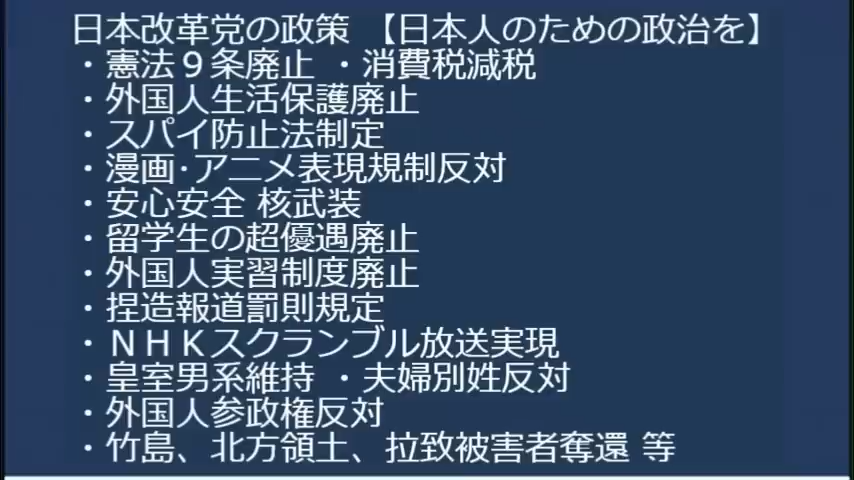 日本改革党の政策 【日本人のための政治を】
・憲法９条廃止 ・消費税減税
・外国人生活保護廃止
・スパイ防止法制定
・漫画･アニメ表現規制反対
・安心安全 核武装
・留学生の超優遇廃止
・外国人実習制度廃止
・捏造報道罰則規定
・ＮＨＫスクランブル放送実現
・皇室男系維持 ・夫婦別姓反対
・外国人参政権反対
・竹島、北方領土、拉致被害者奪還 等